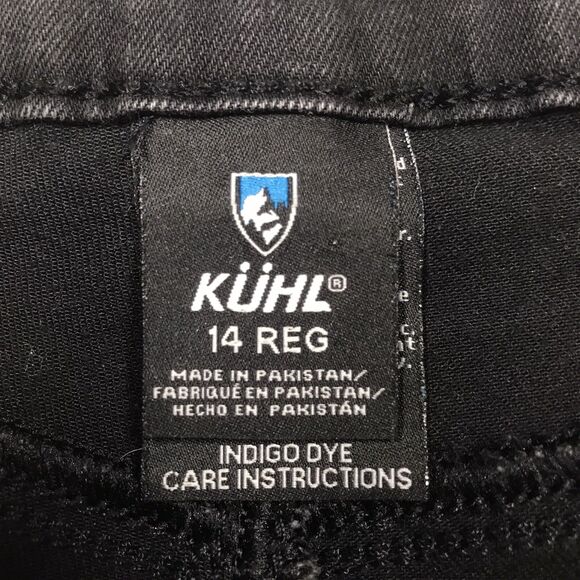 KÜHL®
14 REG
MADE IN PAKISTAN/
FABRIQUÉ EN PAKISTAN/
HECHO EN PAKISTÁN
INDIGO DYE
CARE INSTRUCTIONS